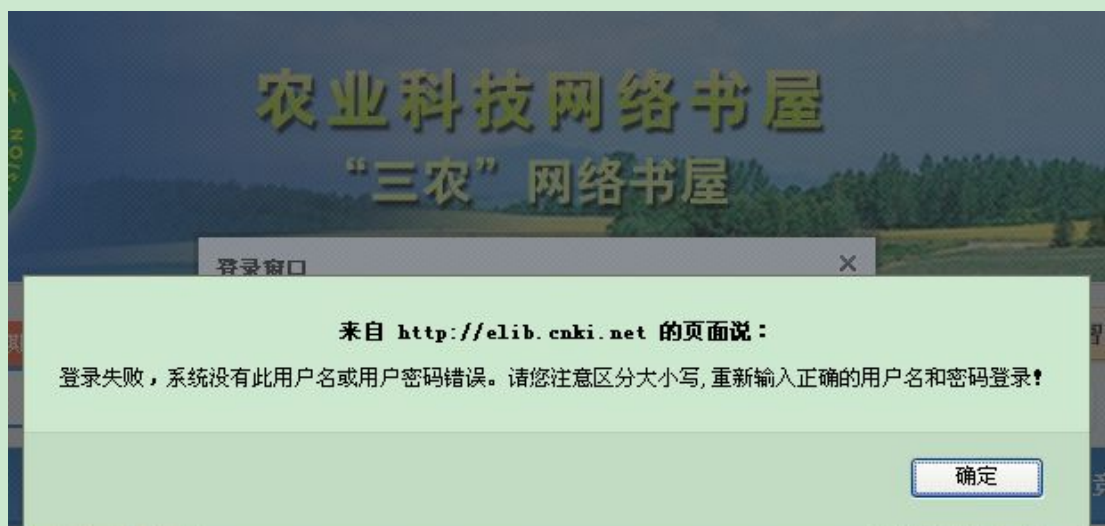 农业科技网络书屋
“三农”网络书屋
登录窗口
来自 http://elib.cnki.net 的页面说：
登录失败，系统没有此用户名或用户密码错误。请您注意区分大小写,重新输入正确的用户名和密码登录!
确定